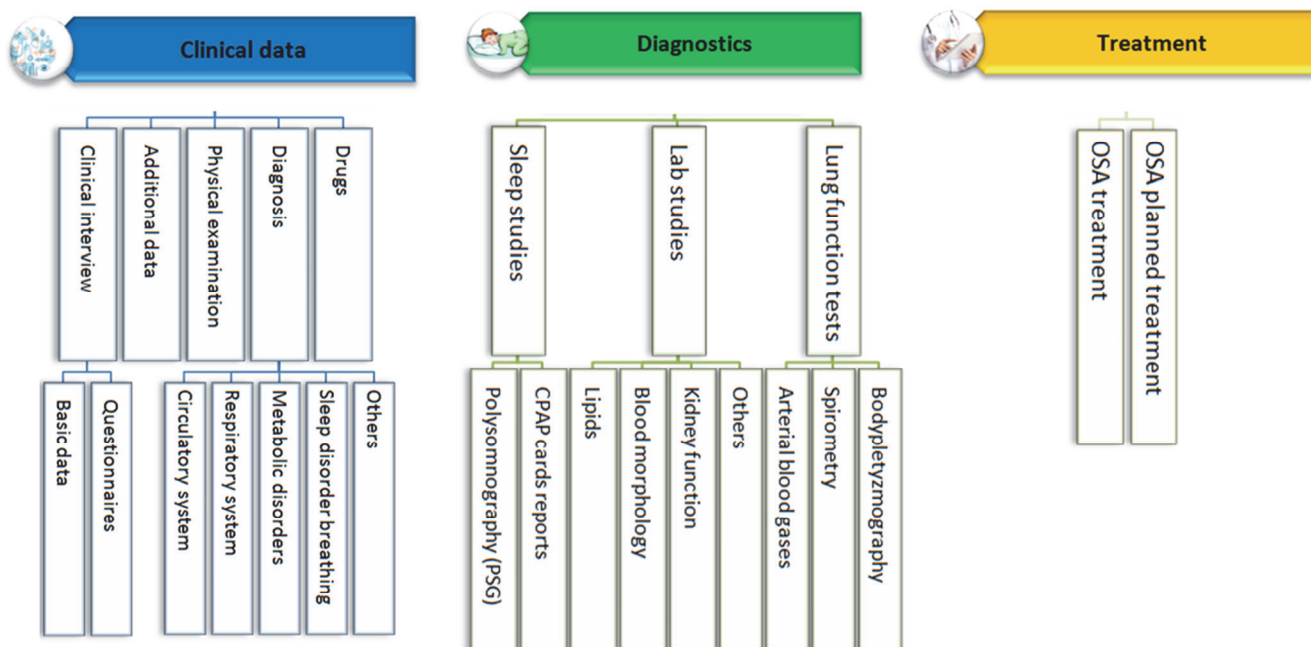 Clinical data
Clinical interview
Additional data
Physical examination
Diagnosis
Drugs
Basic data
Questionnaires
Circulatory system
Respiratory system
Metabolic disorders
Sleep disorder breathing
Others
Diagnostics
Sleep studies
Lab studies
Lung function tests
Polysomnography (PSG)
CPAP cards reports
Lipids
Blood morphology
Kidney function
Others
Arterial blood gases
Spirometry
Bodypletyzmography
Treatment
OSA treatment
OSA planned treatment